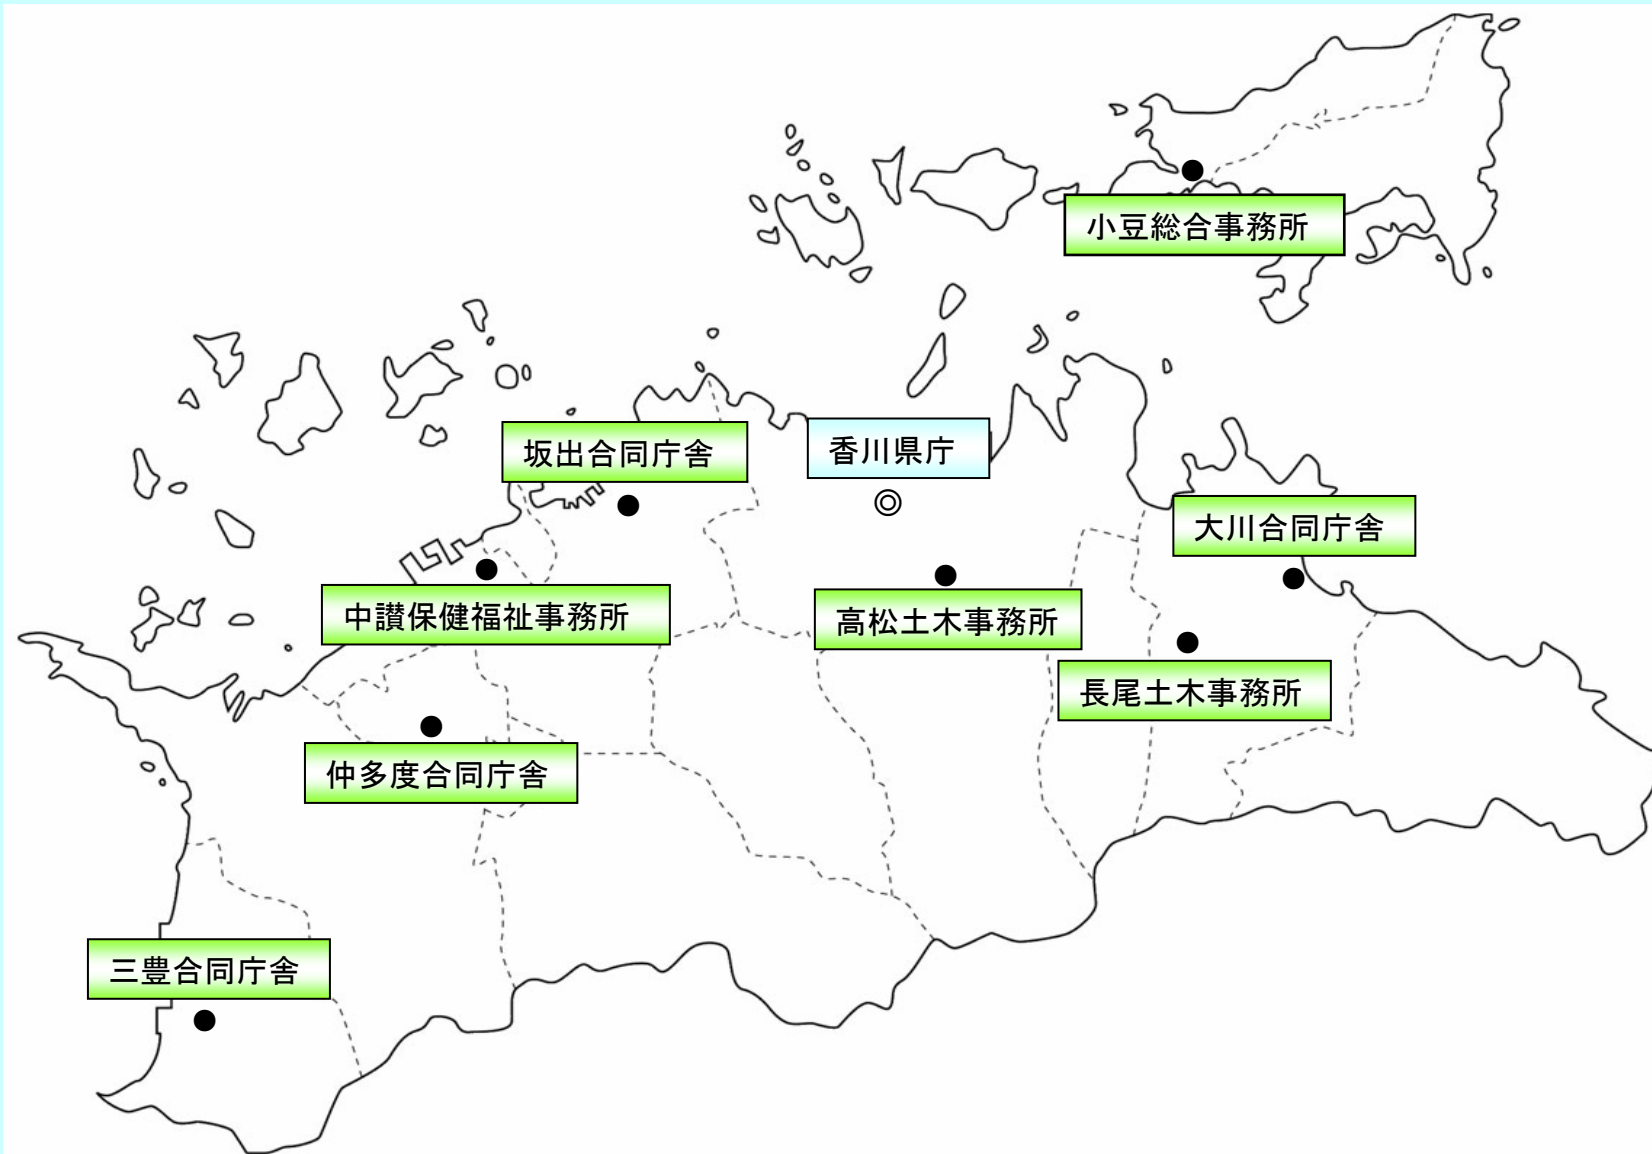 小豆総合事務所
坂出合同庁舎
香川県庁
大川合同庁舎
中讃保健福祉事務所
高松土木事務所
長尾土木事務所
仲多度合同庁舎
三豊合同庁舎